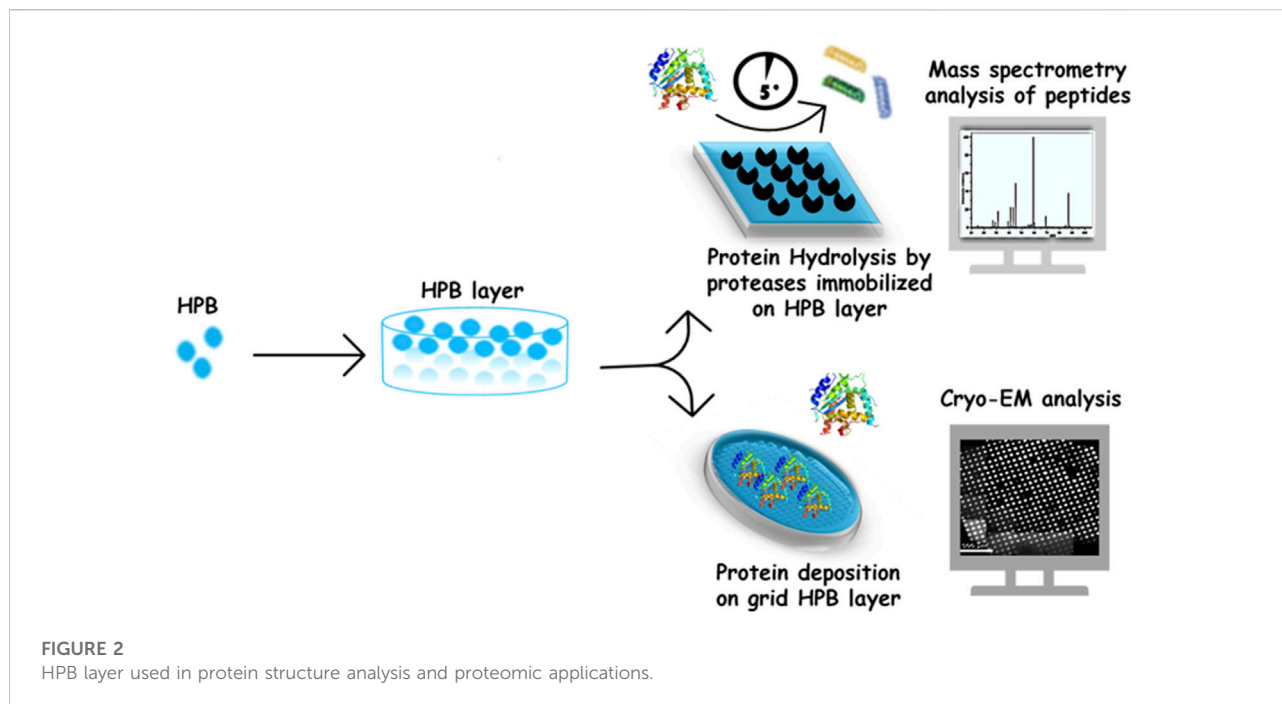 HPB
HPB layer
5'
Protein Hydrolysis by
proteases immobilized
on HPB layer
Mass spectrometry
analysis of peptides
Protein deposition
on grid HPB layer
Cryo-EM analysis
FIGURE 2
HPB layer used in protein structure analysis and proteomic applications.